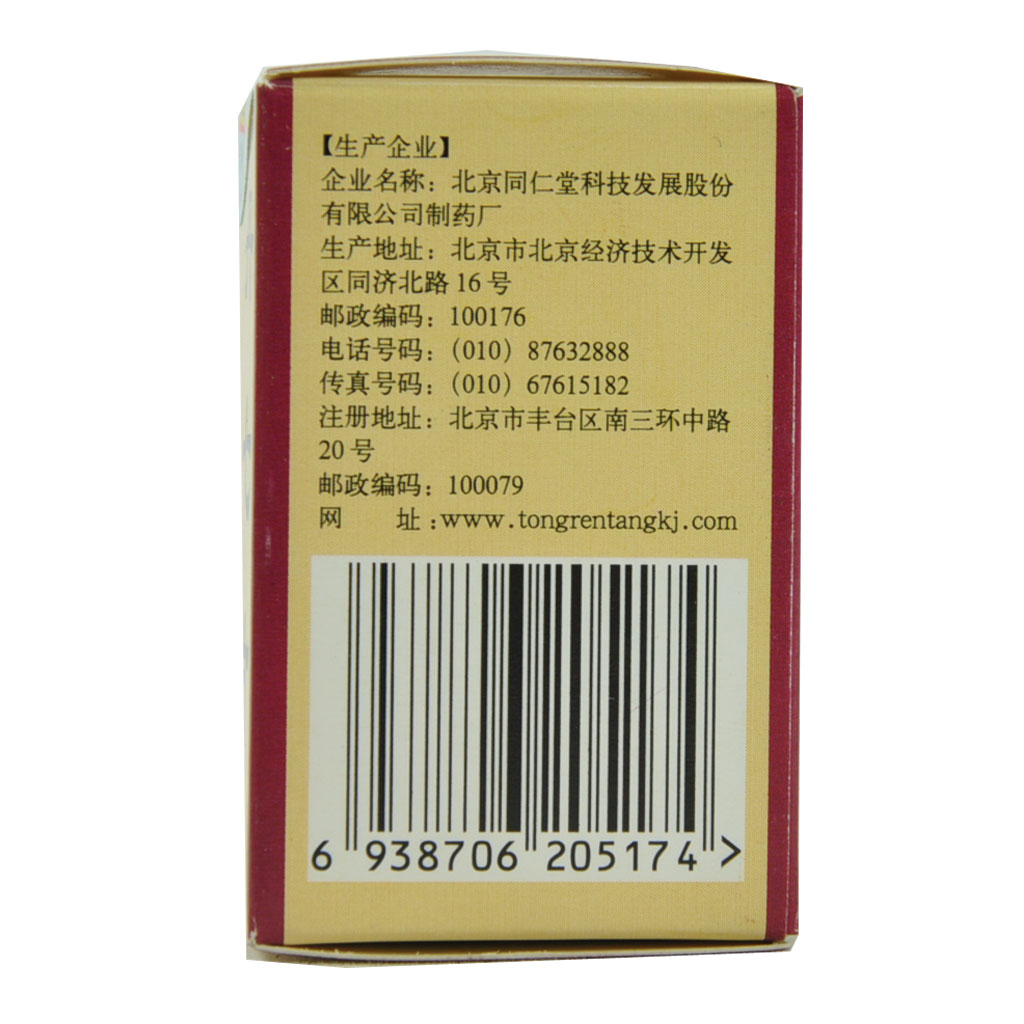 【生产企业】
企业名称：北京同仁堂科技发展股份
有限公司制药厂
生产地址：北京市北京经济技术开发
区同济北路 16 号
邮政编码：100176
电话号码：（010）87632888
传真号码：（010）67615182
注册地址：北京市丰台区南三环中路
20 号
邮政编码：100079
网　　址：www.tongrentangkj.com
6 938706 205174 >